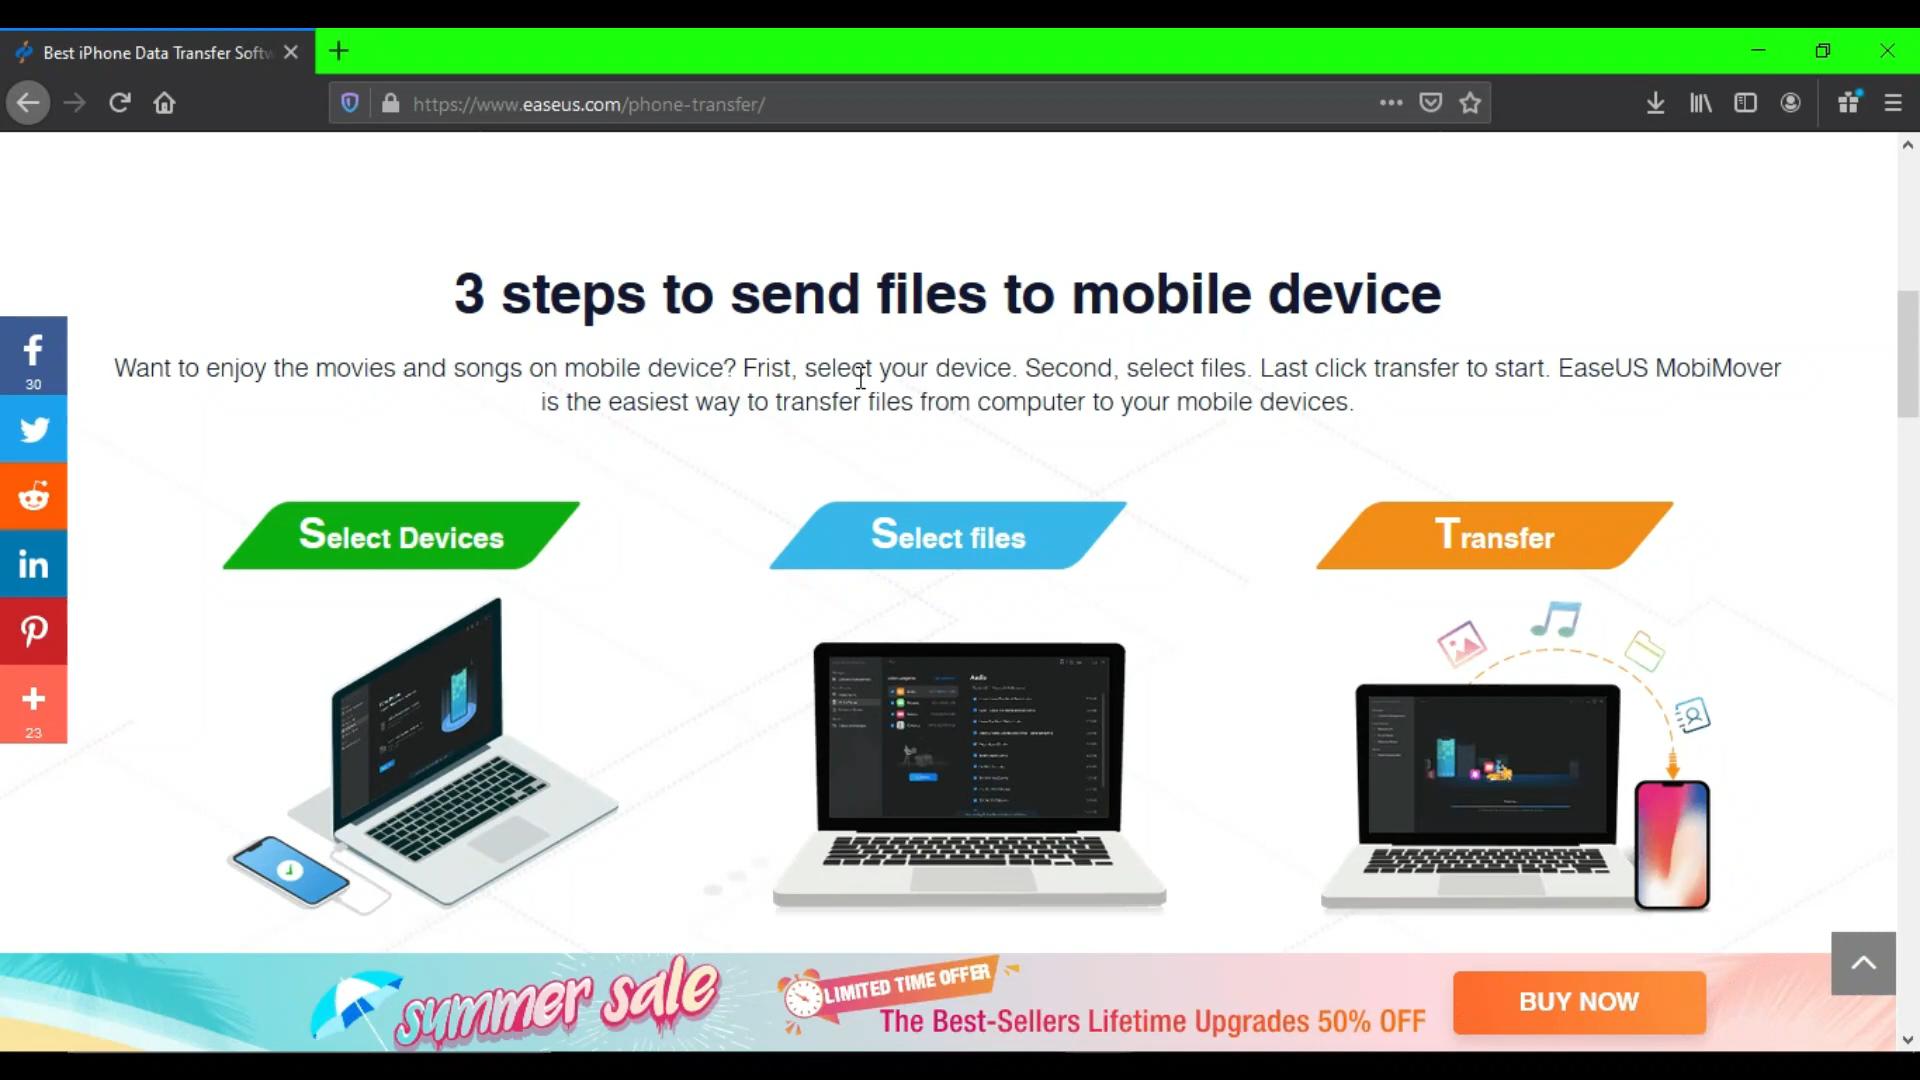 Best iPhone Data Transfer Softw
https://www.easeus.com/phone-transfer/
3 steps to send files to mobile device
Want to enjoy the movies and songs on mobile device? Frist, select your device. Second, select files. Last click transfer to start. EaseUS MobiMover
is the easiest way to transfer files from computer to your mobile devices.
30
23
Select Devices
Select files
Transfer
Audio
summer sale
LIMITED TIME OFFER
The Best-Sellers Lifetime Upgrades 50% OFF
BUY NOW